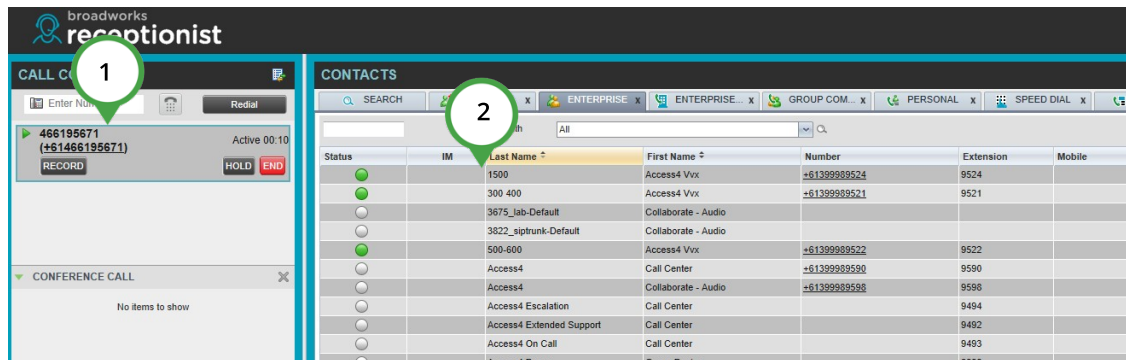 broadworks
receptionist
CALL
1
Enter
Redial
466195671
(+61466195671)
Active 00:10
RECORD
HOLD
END
CONFERENCE CALL
No items to show
CONTACTS
SEARCH
X
ENTERPRISE X
ENTERPRISE... X
GROUP COM... X
PERSONAL X
SPEED DIAL X
2
All
Status IM Last Name First Name Number Extension Mobile
1500 Access4 Vvx +61399989524 9524
300 400 Access4 Vvx +61399989521 9521
3675_lab-Default Collaborate - Audio
3822_siptrunk-Default Collaborate - Audio
500-600 Access4 Vvx +61399989522 9522
Access4 Call Center +61399989590 9590
Access4 Collaborate - Audio +61399989598 9598
Access4 Escalation Call Center 9494
Access4 Extended Support Call Center 9492
Access4 On Call Call Center 9493